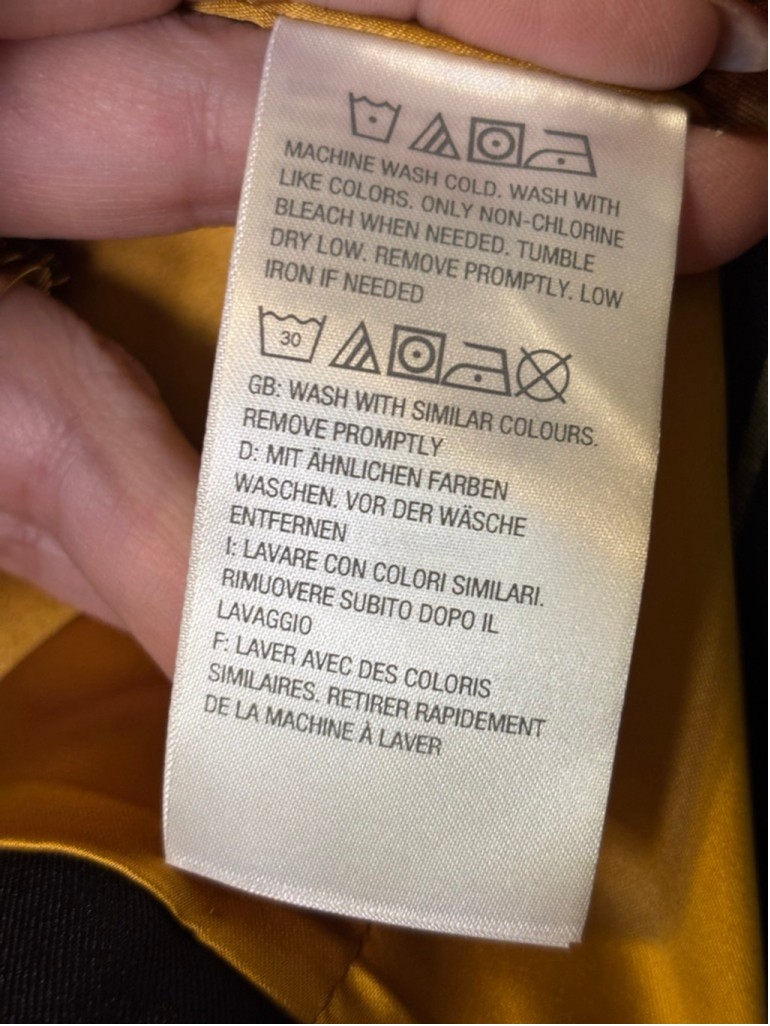 MACHINE WASH COLD. WASH WITH
LIKE COLORS. ONLY NON-CHLORINE
BLEACH WHEN NEEDED. TUMBLE
DRY LOW. REMOVE PROMPTLY. LOW
IRON IF NEEDED
30
GB: WASH WITH SIMILAR COLOURS.
REMOVE PROMPTLY
D: MIT ÄHNLICHEN FARBEN
WASCHEN. VOR DER WÄSCHE
ENTFERNEN
I: LAVARE CON COLORI SIMILARI.
RIMUOVERE SUBITO DOPO IL
LAVAGGIO
F: LAVER AVEC DES COLORIS
SIMILAIRES. RETIRER RAPIDEMENT
DE LA MACHINE À LAVER